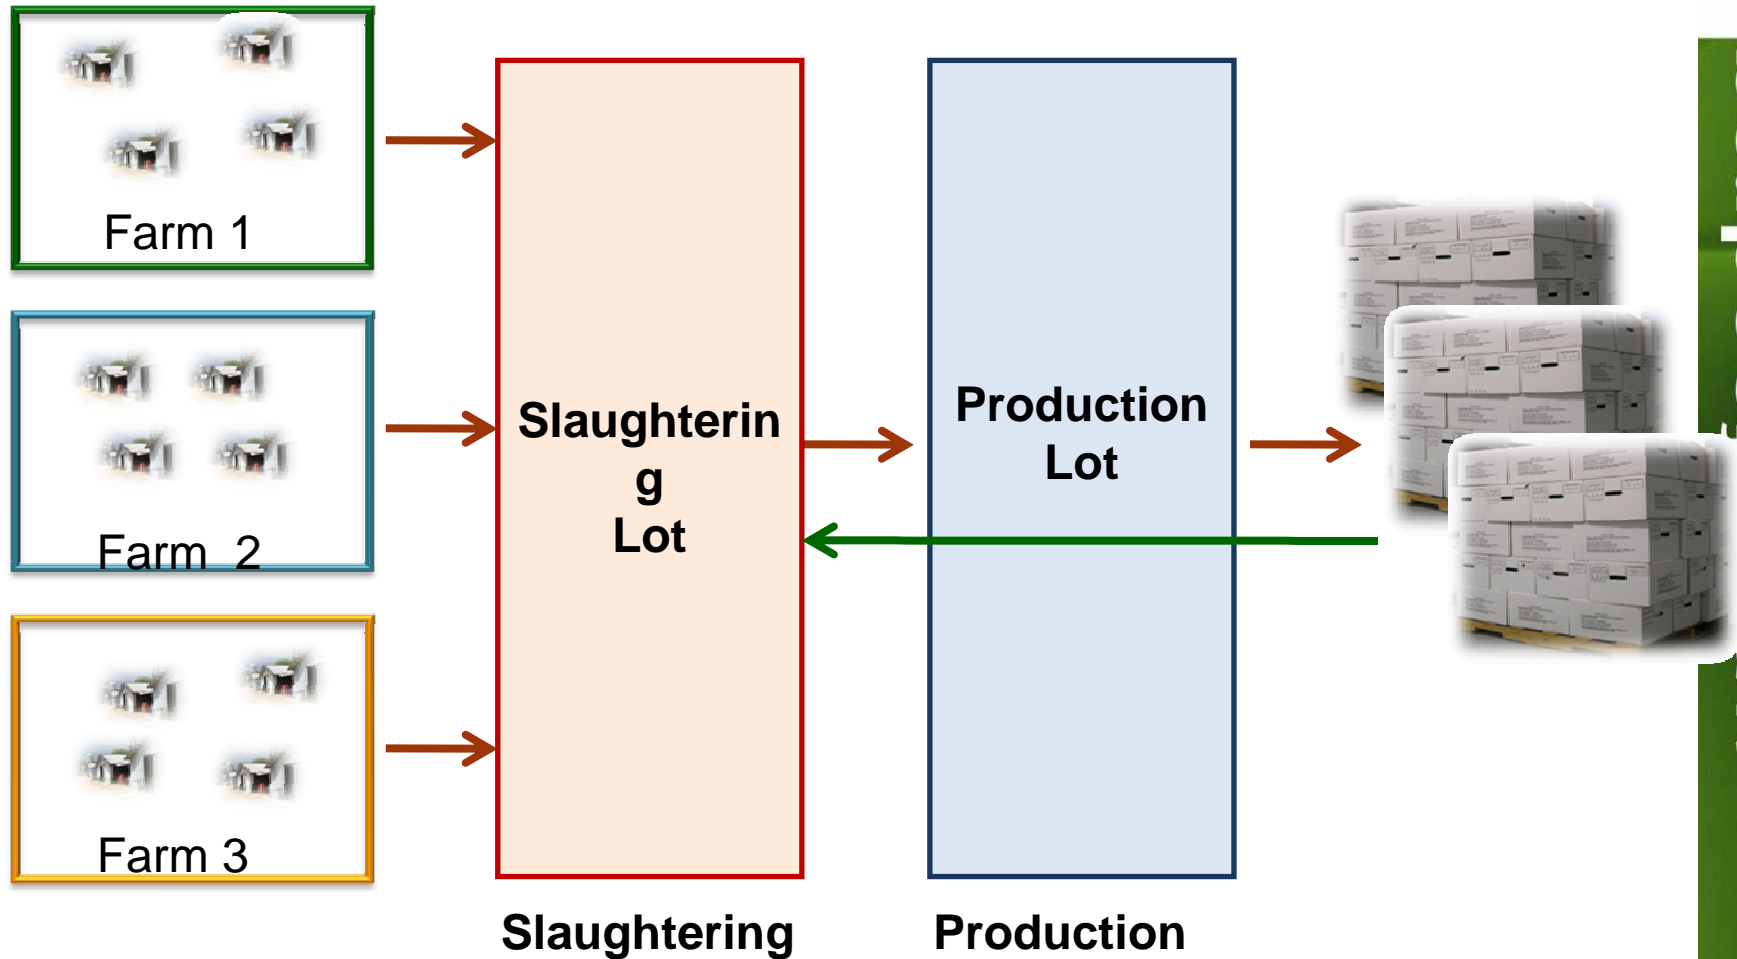 Farm 1
Farm  2
Farm 3
Slaughterin
g
Lot
Production
Lot
Slaughtering
Production